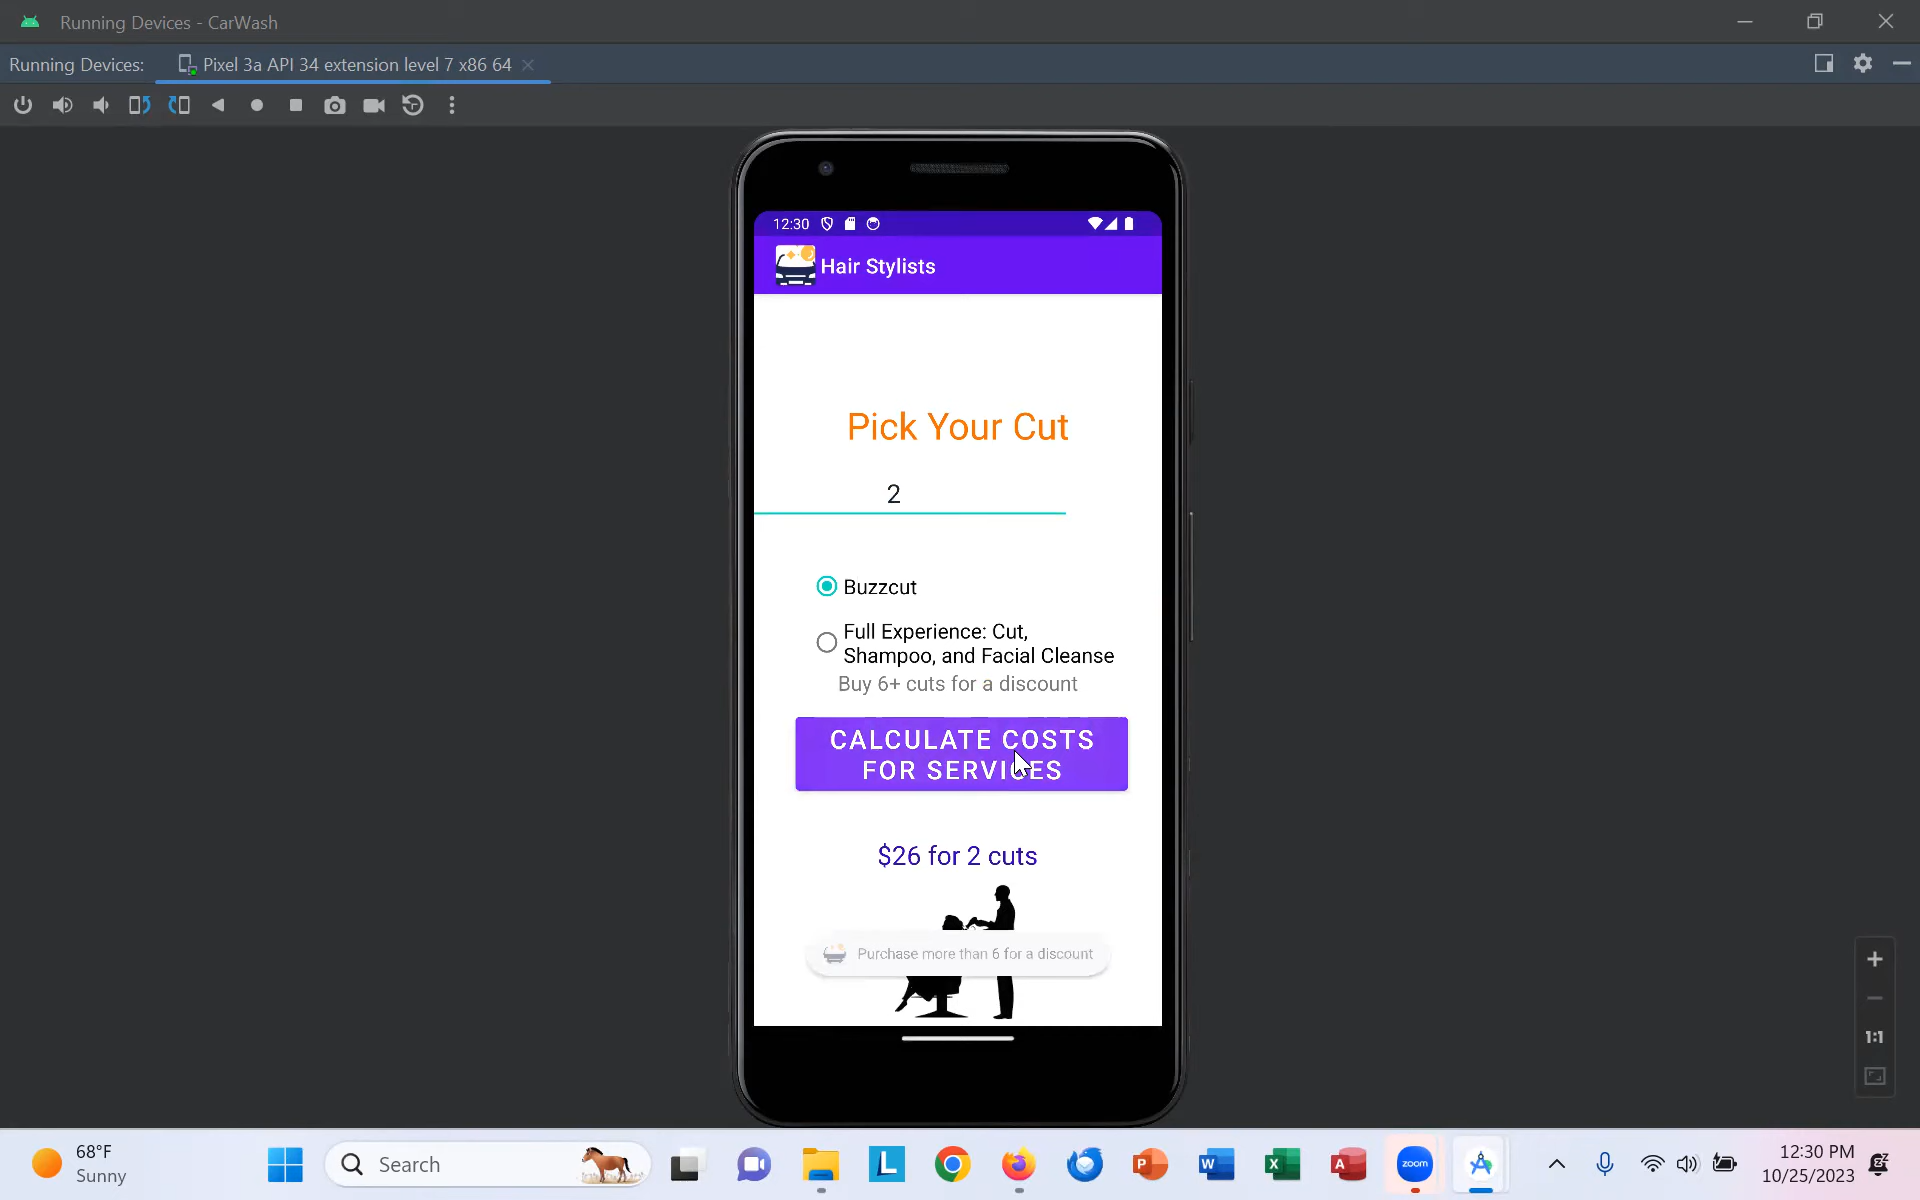 Running Devices - CarWash
Running Devices:
Pixel 3a API 34 extension level 7 x86 64
12:30
Hair Stylists
Pick Your Cut
2
Buzzcut
Full Experience: Cut,
Shampoo, and Facial Cleanse
Buy 6+ cuts for a discount
CALCULATE COSTS
FOR SERVICES
$26 for 2 cuts
Purchase more than 6 for a discount
1:1
68°F
Sunny
Search
L
P
W
X
A
zoom
12:30 PM
10/25/2023